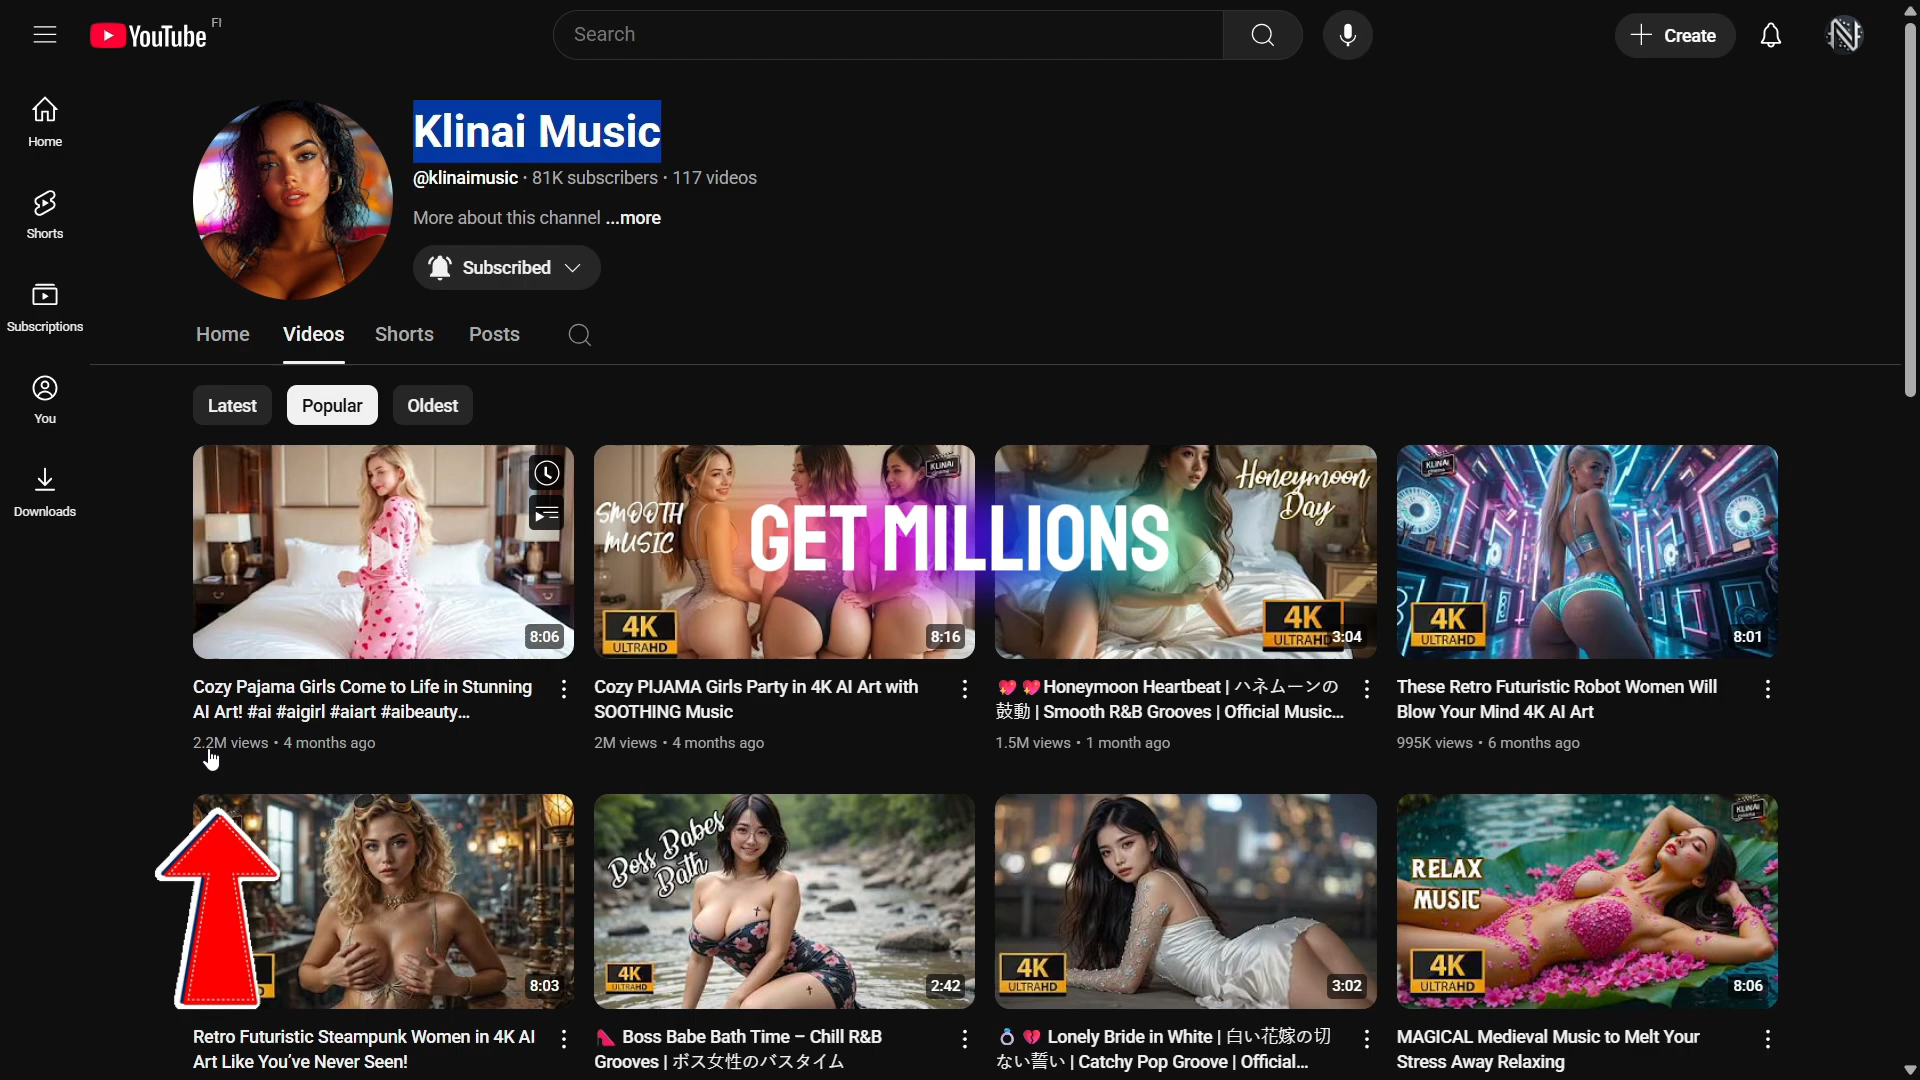 YouTube FI
Search
Create
Home
Shorts
Subscriptions
You
Downloads
Klinai Music
@klinaimusic · 81K subscribers · 117 videos
More about this channel ...more
Subscribed
Home Videos Shorts Posts
Latest Popular Oldest
8:06
SMOOTH
MUSIC
KLINAI
4K
ULTRAHD
8:16
GET MILLIONS
Honeymoon
Day
4K
ULTRAHD
3:04
KLINAI
4K
ULTRAHD
8:01
Cozy Pajama Girls Come to Life in Stunning
AI Art! #ai #aigirl #aiart #aibeauty...
2.2M views · 4 months ago
Cozy PIJAMA Girls Party in 4K AI Art with
SOOTHING Music
2M views · 4 months ago
💖 💖 Honeymoon Heartbeat | ハネムーンの
鼓動 | Smooth R&B Grooves | Official Music...
1.5M views · 1 month ago
These Retro Futuristic Robot Women Will
Blow Your Mind 4K AI Art
995K views · 6 months ago
8:03
Boss Babes
Bath
4K
ULTRAHD
2:42
4K
ULTRAHD
3:02
KLINAI
RELAX
MUSIC
4K
ULTRAHD
8:06
Retro Futuristic Steampunk Women in 4K AI
Art Like You've Never Seen!
👠 Boss Babe Bath Time – Chill R&B
Grooves | ボス女性のバスタイム
💍 💔 Lonely Bride in White | 白い花嫁の切
ない誓い | Catchy Pop Groove | Official...
MAGICAL Medieval Music to Melt Your
Stress Away Relaxing